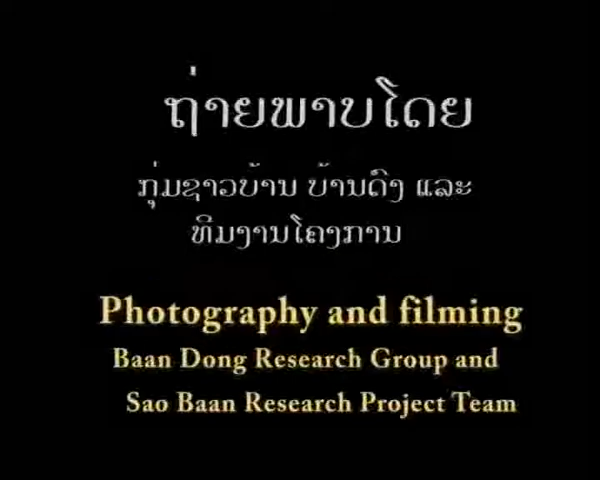 ຖ່າຍພາບໂດຍ
ກຸ່ມຊາວບ້ານ ບ້ານດົງ ແລະ
ທີມງານໂຄງການ
Photography and filming
Baan Dong Research Group and
Sao Baan Research Project Team